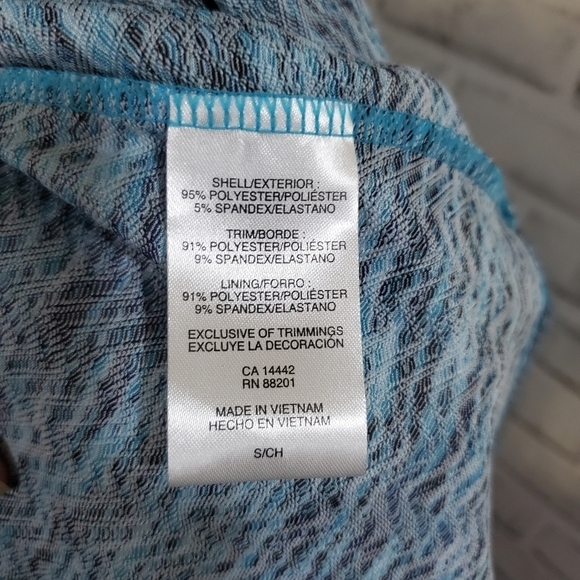 SHELL/EXTERIOR :
95% POLYESTER/POLIÉSTER
5% SPANDEX/ELASTANO
TRIM/BORDE :
91% POLYESTER/POLIÉSTER
9% SPANDEX/ELASTANO
LINING/FORRO :
91% POLYESTER/POLIÉSTER
9% SPANDEX/ELASTANO
EXCLUSIVE OF TRIMMINGS
EXCLUYE LA DECORACIÓN
CA 14442
RN 88201
MADE IN VIETNAM
HECHO EN VIETNAM
S/CH